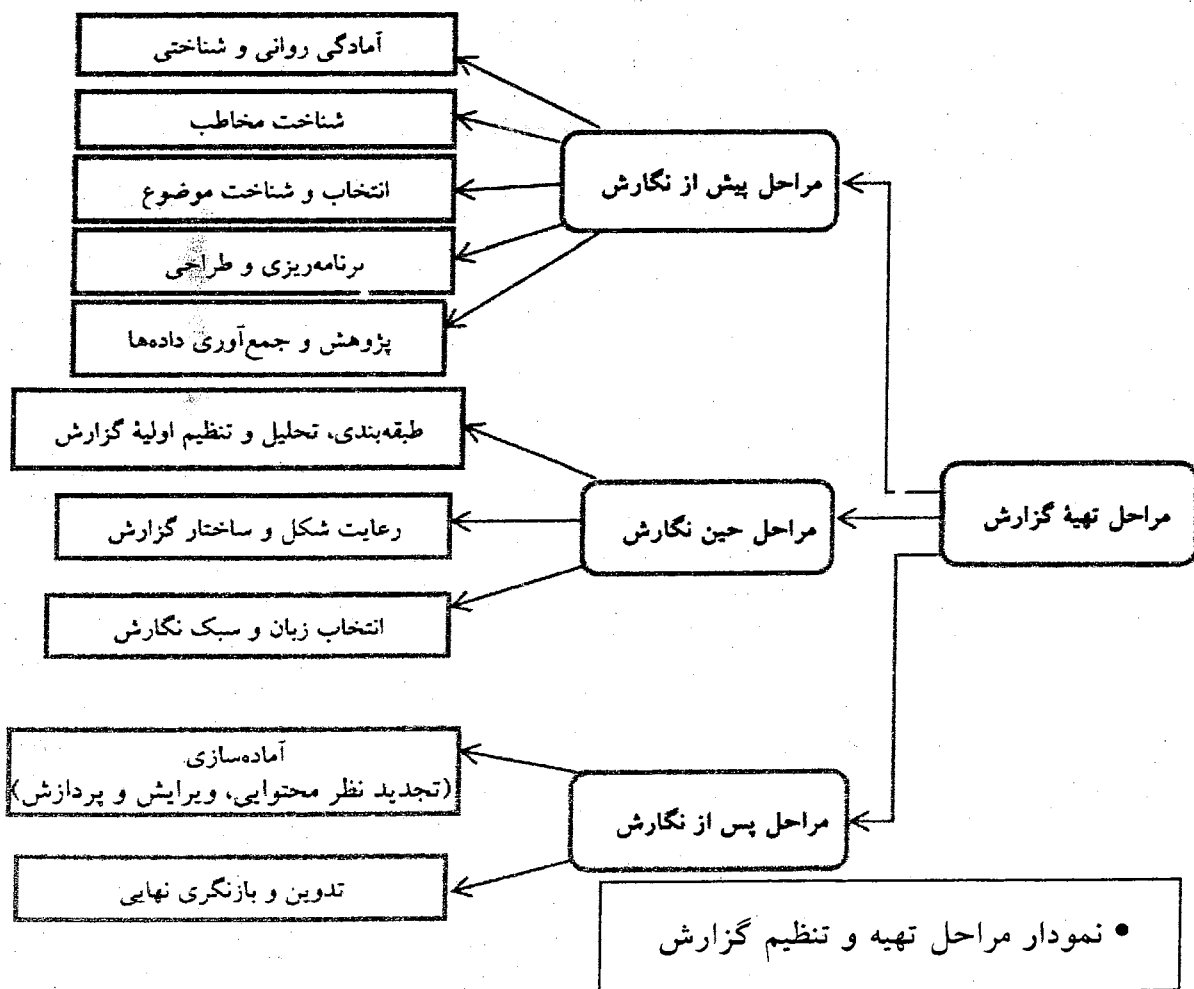 آمادگی روانی و شناختی
شناخت مخاطب
مراحل پیش از نگارش
انتخاب و شناخت موضوع
برنامه‌ریزی و طراحی
پژوهش و جمع‌آوری داده‌ها
طبقه‌بندی، تحلیل و تنظیم اولیهٔ گزارش
مراحل تهیهٔ گزارش
مراحل حین نگارش
رعایت شکل و ساختار گزارش
انتخاب زبان و سبک نگارش
آماده‌سازی
(تجدید نظر محتوایی، ویرایش و پردازش)
مراحل پس از نگارش
تدوین و بازنگری نهایی
• نمودار مراحل تهیه و تنظیم گزارش